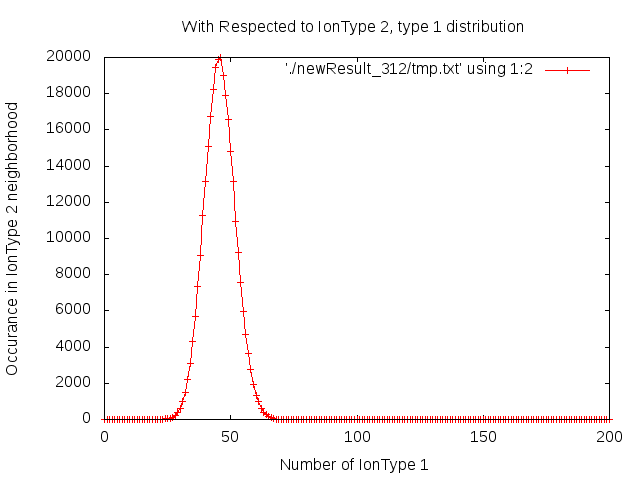 With Respected to IonType 2, type 1 distribution
20000
'./newResult_312/tmp.txt' using 1:2
18000
16000
14000
12000
10000
8000
6000
4000
2000
0
Occurance in IonType 2 neighborhood
0 50 100 150 200
Number of IonType 1